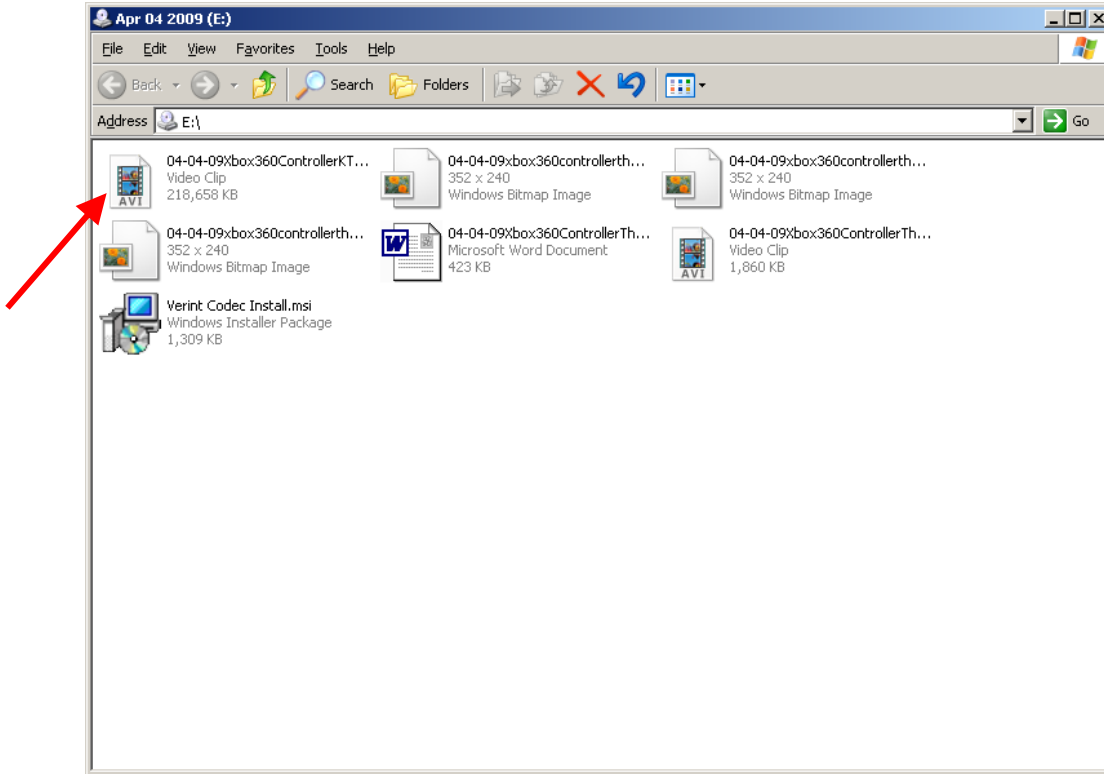 Apr 04 2009 (E:)
File Edit View Favorites Tools Help
Back Search Folders
Address E:\ Go
04-04-09Xbox360ControllerKT...
Video Clip
218,658 KB
AVI
04-04-09xbox360controllerth...
352 x 240
Windows Bitmap Image
04-04-09xbox360controllerth...
352 x 240
Windows Bitmap Image
04-04-09xbox360controllerth...
352 x 240
Windows Bitmap Image
W
04-04-09Xbox360ControllerTh...
Microsoft Word Document
423 KB
04-04-09Xbox360ControllerTh...
Video Clip
1,860 KB
AVI
Verint Codec Install.msi
Windows Installer Package
1,309 KB